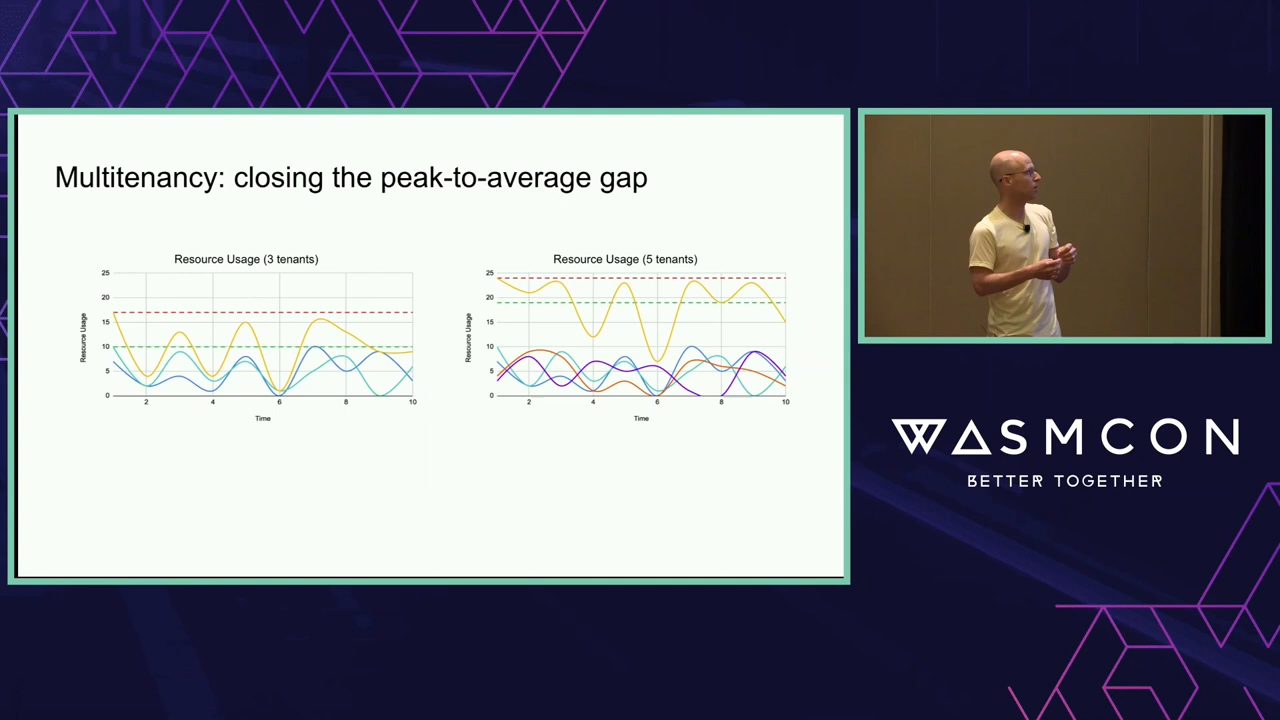 Multitenancy: closing the peak-to-average gap
Resource Usage (3 tenants)
25
20
15
10
5
0
Resource Usage
2
4
6
8
10
Time
Resource Usage (5 tenants)
25
20
15
10
5
0
Resource Usage
2
4
6
8
10
Time
WASMCON
BETTER TOGETHER